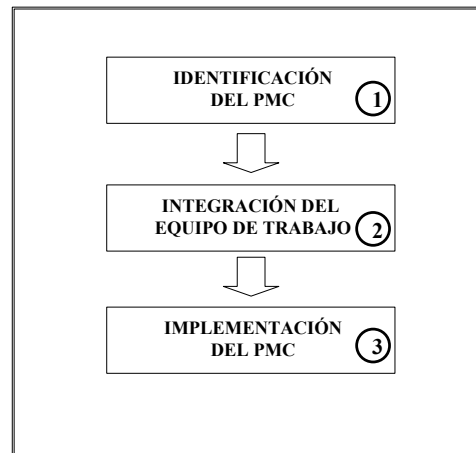 IDENTIFICACIÓN
DEL PMC
1
INTEGRACIÓN DEL
EQUIPO DE TRABAJO
2
IMPLEMENTACIÓN
DEL PMC
3